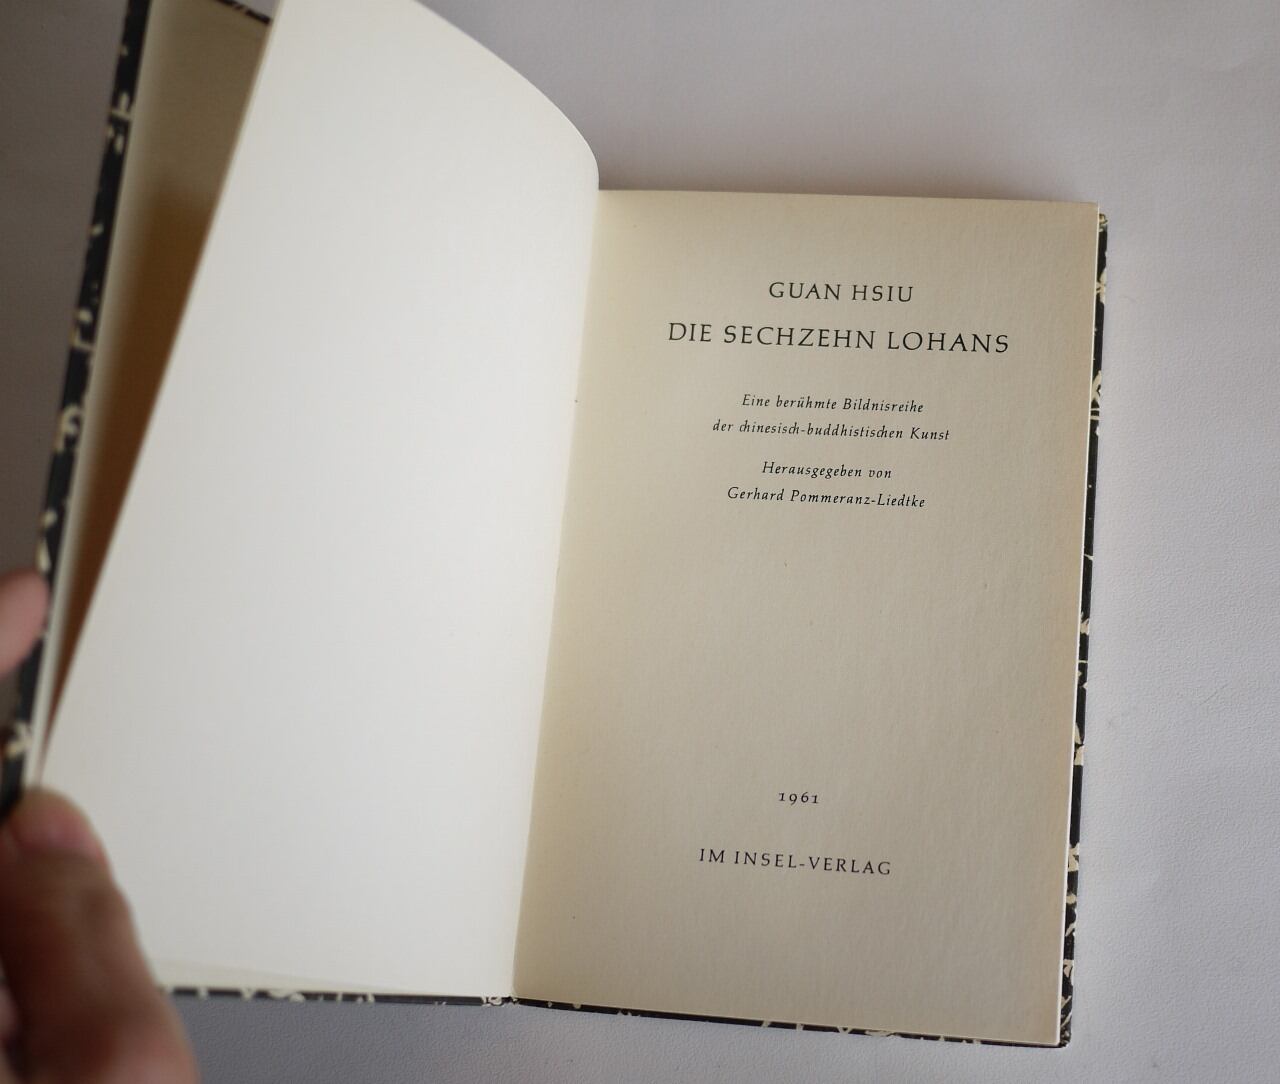 GUAN HSIU
DIE SECHZEHN LOHANS
Eine berühmte Bildnisreihe
der chinesisch-buddhistischen Kunst
Herausgegeben von
Gerhard Pommeranz-Liedtke
1961
IM INSEL-VERLAG